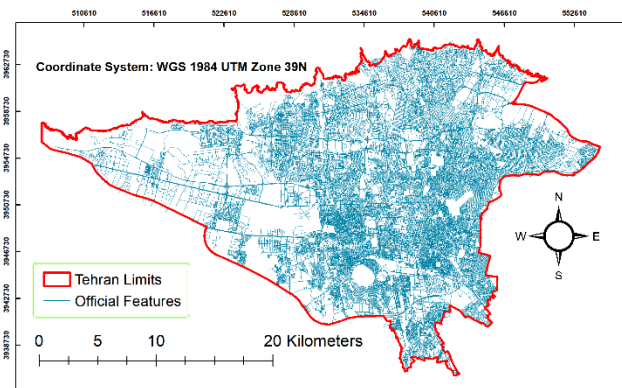 510610 516610 522610 528610 534610 540610 546610 552610
Coordinate System: WGS 1984 UTM Zone 39N
3962730
3958730
3954730
3950730
3946730
3942730
3938730
N
W E
S
Tehran Limits
Official Features
0 5 10 20 Kilometers